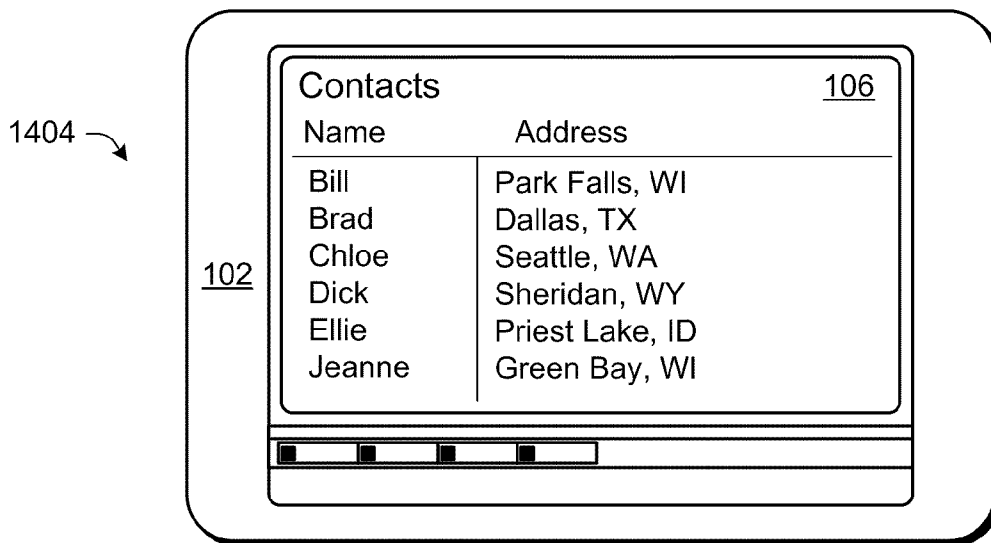 Contacts 106
1404 Name Address
Bill Park Falls, WI
Brad Dallas, TX
Chloe Seattle, WA
102
Dick Sheridan, WY
Ellie Priest Lake, ID
Jeanne Green Bay, WI